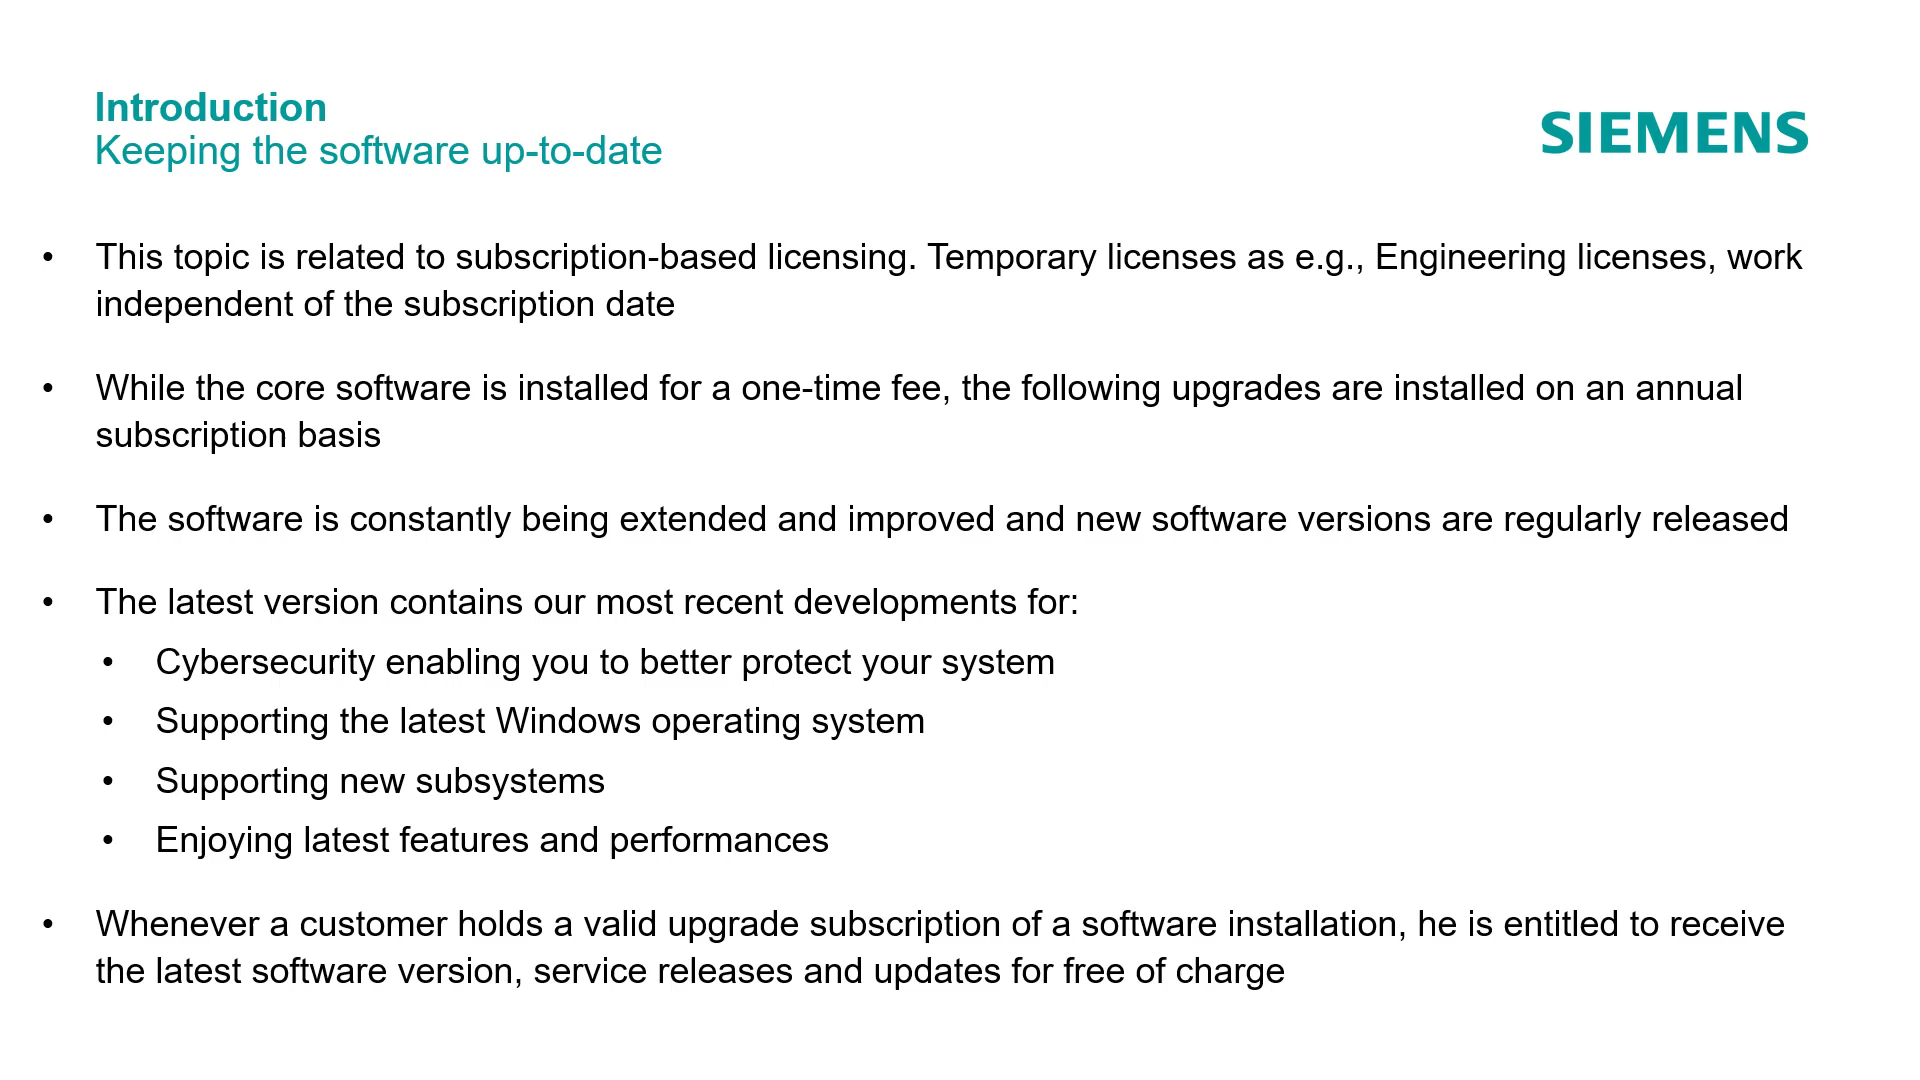 Introduction
Keeping the software up-to-date
SIEMENS
• This topic is related to subscription-based licensing. Temporary licenses as e.g., Engineering licenses, work
independent of the subscription date
• While the core software is installed for a one-time fee, the following upgrades are installed on an annual
subscription basis
• The software is constantly being extended and improved and new software versions are regularly released
• The latest version contains our most recent developments for:
• Cybersecurity enabling you to better protect your system
• Supporting the latest Windows operating system
• Supporting new subsystems
• Enjoying latest features and performances
• Whenever a customer holds a valid upgrade subscription of a software installation, he is entitled to receive
the latest software version, service releases and updates for free of charge